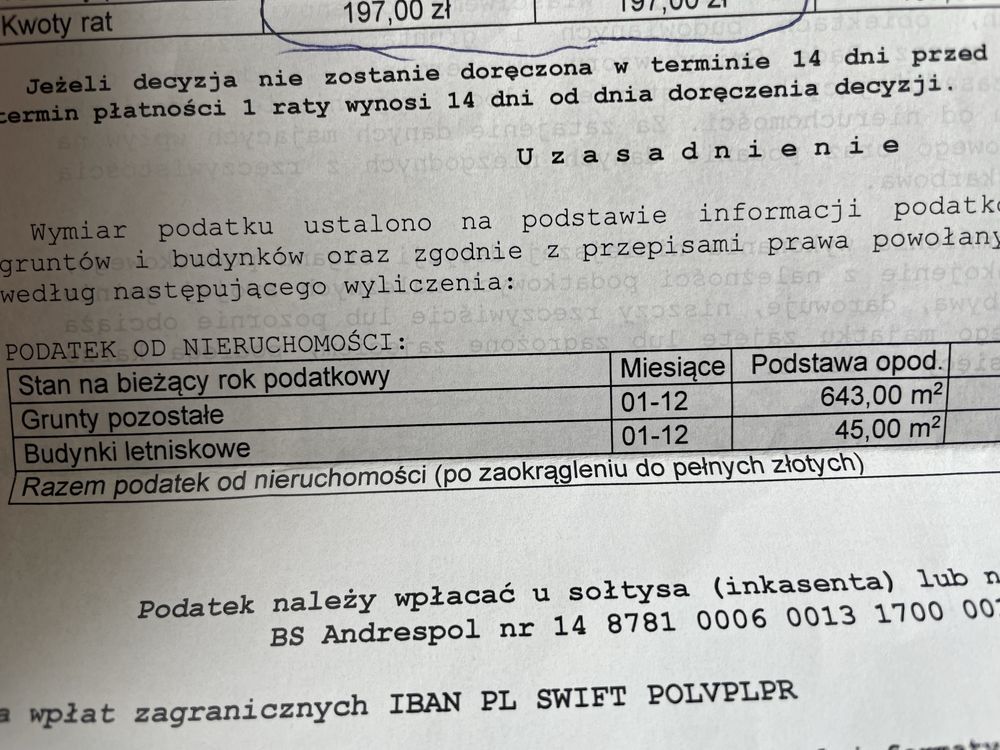 Kwoty rat 197,00 zł 197,00 zł
Jeżeli decyzja nie zostanie doręczona w terminie 14 dni przed
termin płatności 1 raty wynosi 14 dni od dnia doręczenia decyzji.
U z a s a d n i e n i e
Wymiar podatku ustalono na podstawie informacji
gruntów i budynków oraz zgodnie z przepisami prawa
według następującego wyliczenia:
PODATEK OD NIERUCHOMOŚCI:
Stan na bieżący rok podatkowy Miesiące Podstawa opod.
Grunty pozostałe 01-12 643,00 m²
Budynki letniskowe 01-12 45,00 m²
Razem podatek od nieruchomości (po zaokrągleniu do pełnych złotych)
Podatek należy wpłacać u sołtysa (inkasenta) lub
BS Andrespol nr 14 8781 0006 0013 1700
wpłat zagranicznych IBAN PL SWIFT POLVPLPR